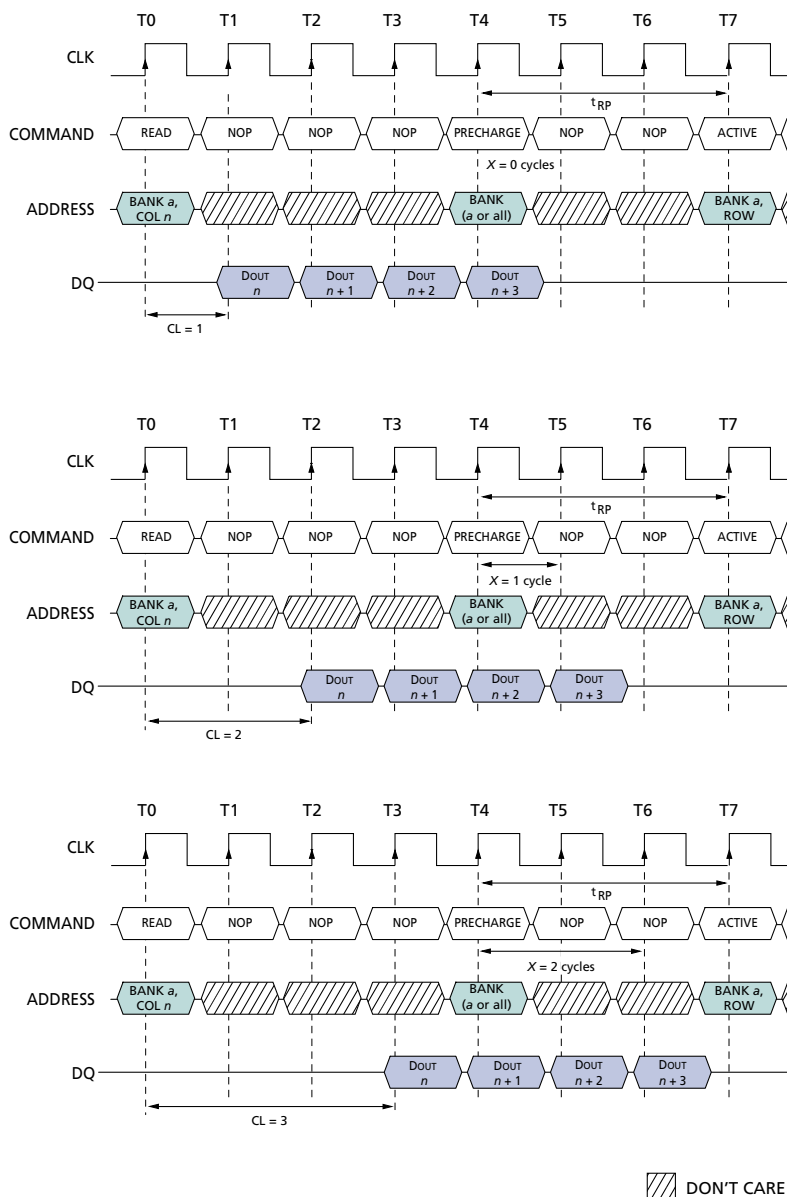 T0 T1 T2 T3 T4 T5 T6 T7
CLK
tRP
COMMAND READ NOP NOP NOP PRECHARGE NOP NOP ACTIVE
X = 0 cycles
ADDRESS BANK a, COL n BANK (a or all) BANK a, ROW
DQ DOUT n DOUT n + 1 DOUT n + 2 DOUT n + 3
CL = 1
T0 T1 T2 T3 T4 T5 T6 T7
CLK
tRP
COMMAND READ NOP NOP NOP PRECHARGE NOP NOP ACTIVE
X = 1 cycle
ADDRESS BANK a, COL n BANK (a or all) BANK a, ROW
DQ DOUT n DOUT n + 1 DOUT n + 2 DOUT n + 3
CL = 2
T0 T1 T2 T3 T4 T5 T6 T7
CLK
tRP
COMMAND READ NOP NOP NOP PRECHARGE NOP NOP ACTIVE
X = 2 cycles
ADDRESS BANK a, COL n BANK (a or all) BANK a, ROW
DQ DOUT n DOUT n + 1 DOUT n + 2 DOUT n + 3
CL = 3
DON'T CARE